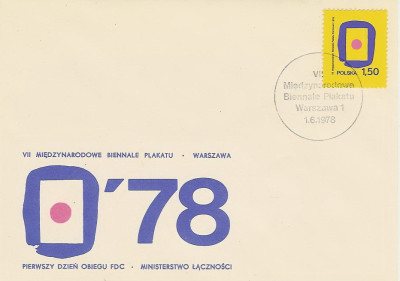 POLSKA 1,50
VII
Międzynarodowe
Biennale Plakatu
Warszawa 1
1.6.1978
VII MIĘDZYNARODOWE BIENNALE PLAKATU · WARSZAWA
'78
PIERWSZY DZIEŃ OBIEGU FDC · MINISTERSTWO ŁĄCZNOŚCI